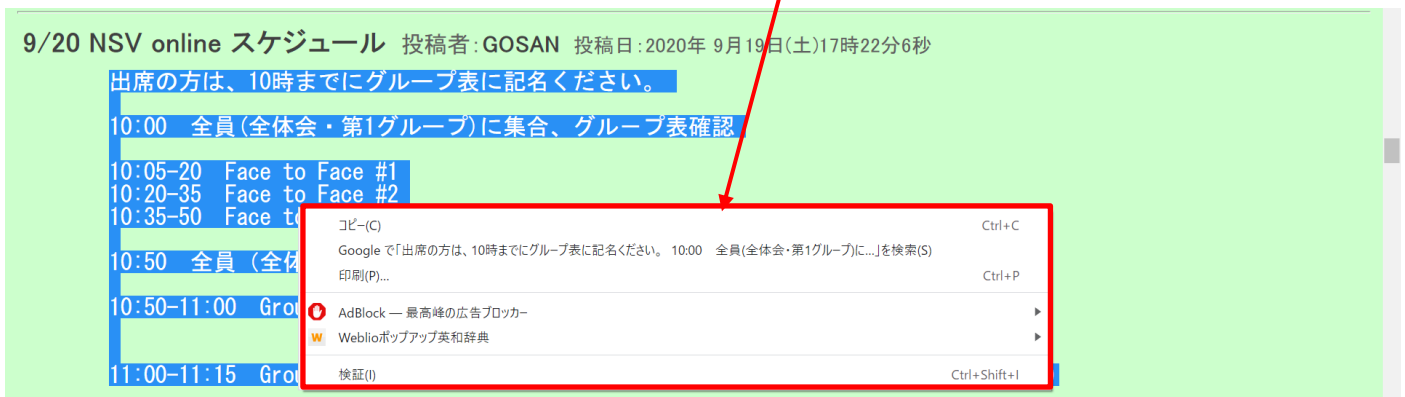 9/20 NSV online スケジュール 投稿者:GOSAN 投稿日:2020年 9月19日(土)17時22分6秒
出席の方は、10時までにグループ表に記名ください。
10:00 全員(全体会・第1グループ)に集合、グループ表確認
10:05-20 Face to Face #1
10:20-35 Face to Face #2
10:35-50 Face to
10:50 全員 (全体
10:50-11:00 Grou
11:00-11:15 Grou
コピー(C) Ctrl+C
Google で「出席の方は、10時までにグループ表に記名ください。 10:00 全員(全体会・第1グループ)に...」を検索(S)
印刷(P)... Ctrl+P
AdBlock — 最高峰の広告ブロッカー
W Weblioポップアップ英和辞典
検証(I) Ctrl+Shift+I